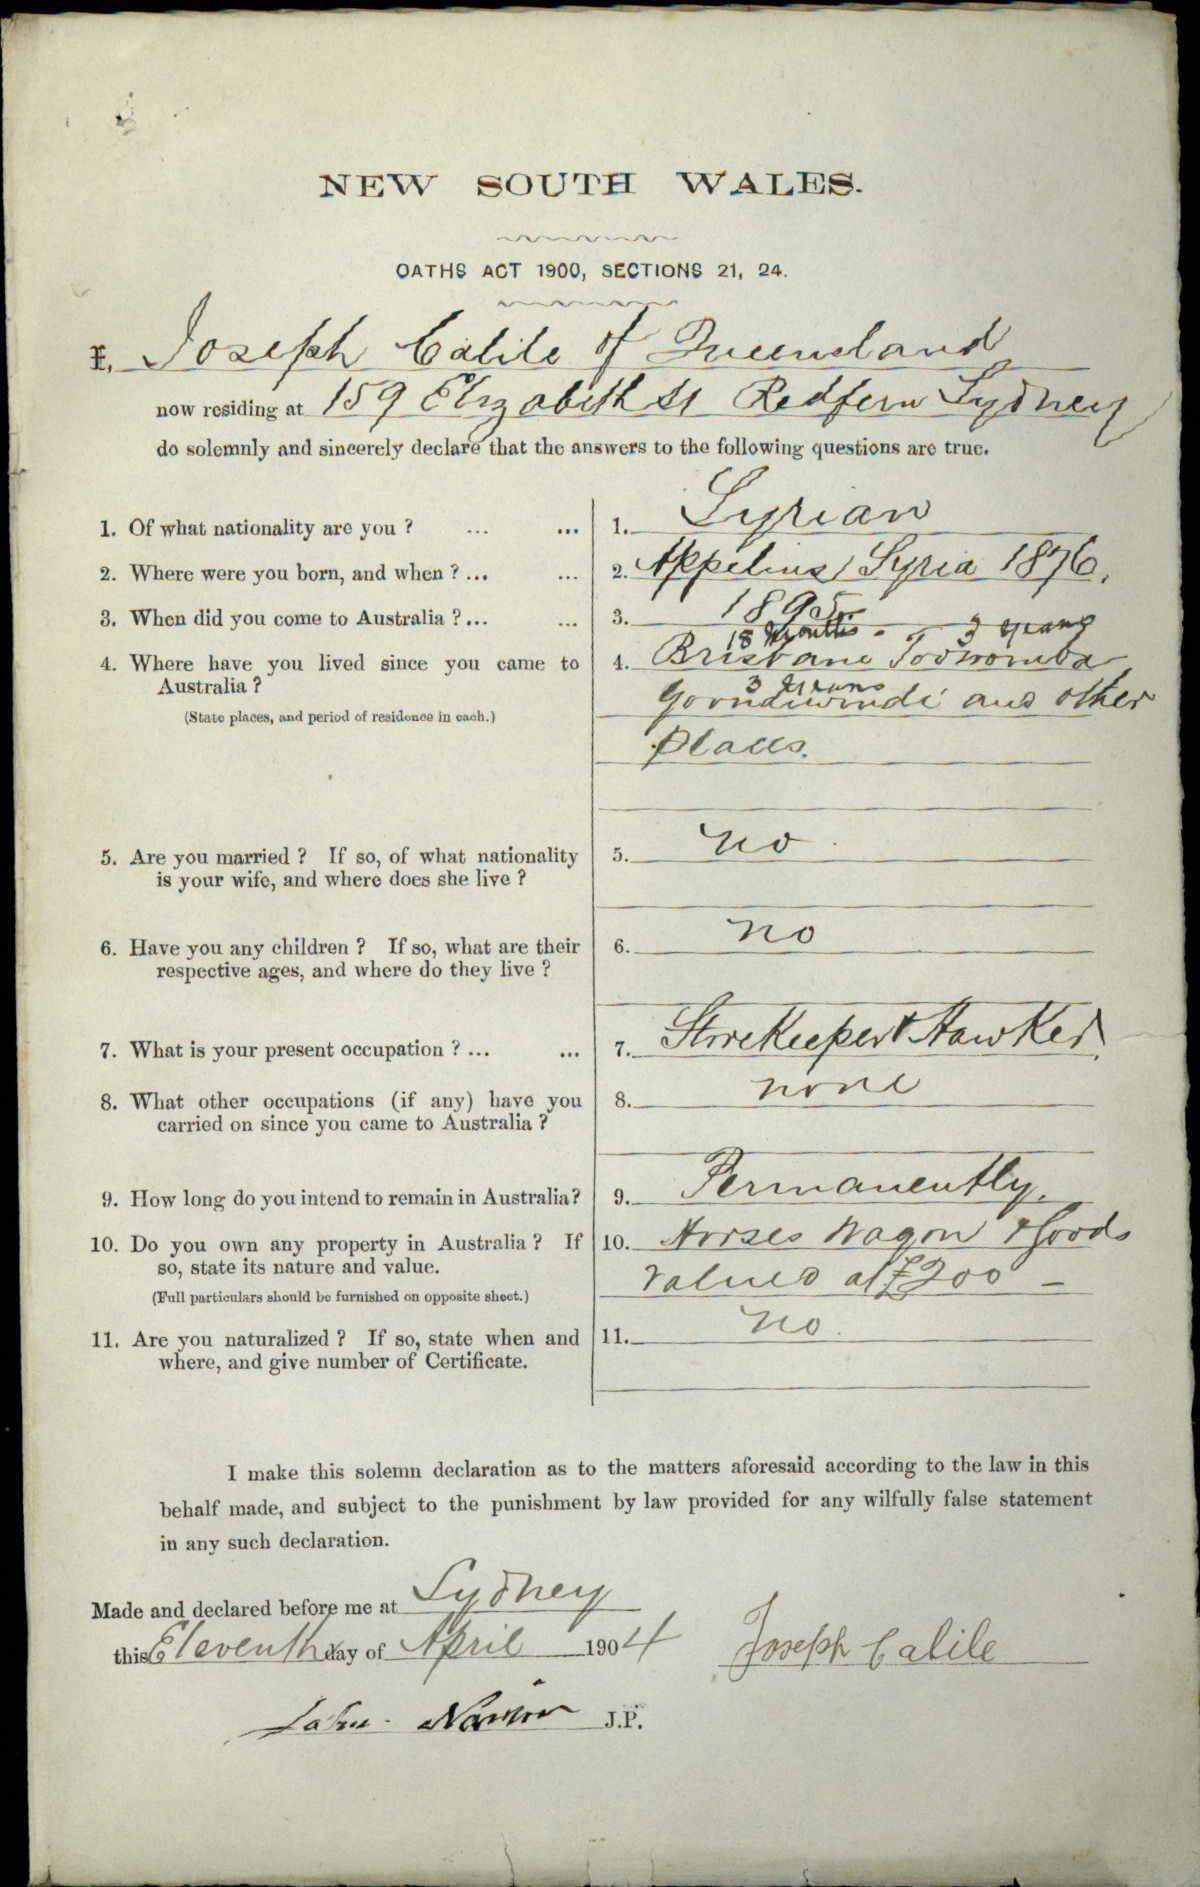 NEW SOUTH WALES.
OATHS ACT 1900, SECTIONS 21, 24.
I, Joseph Calile of Queensland
now residing at 159 Elizabeth St Redfern Sydney
do solemnly and sincerely declare that the answers to the following questions are true.
1. Of what nationality are you ? ... ... 1. Syrian
2. Where were you born, and when ? ... ... 2. Syria 1876.
3. When did you come to Australia ? ... ... 3. 1895
18 Months - 3 years
4. Where have you lived since you came to 4. Brisbane Toowomba
Australia ?
3 years
(State places, and period of residence in each.) Goondiwindi and other
places.
5. Are you married ? If so, of what nationality 5. no
is your wife, and where does she live ?
6. Have you any children ? If so, what are their 6. no
respective ages, and where do they live ?
7. What is your present occupation ? ... ... 7. Storekeeper & Hawker
8. What other occupations (if any) have you 8. none
carried on since you came to Australia ?
9. How long do you intend to remain in Australia? 9. Permanently.
10. Do you own any property in Australia ? If 10. Horses Wagon & Goods
so, state its nature and value. valued at £200 -
(Full particulars should be furnished on opposite sheet.)
11. Are you naturalized ? If so, state when and 11. no.
where, and give number of Certificate.
I make this solemn declaration as to the matters aforesaid according to the law in this
behalf made, and subject to the punishment by law provided for any wilfully false statement
in any such declaration.
Made and declared before me at Sydney
this Eleventh day of April 1904 Joseph Calile
J.P.